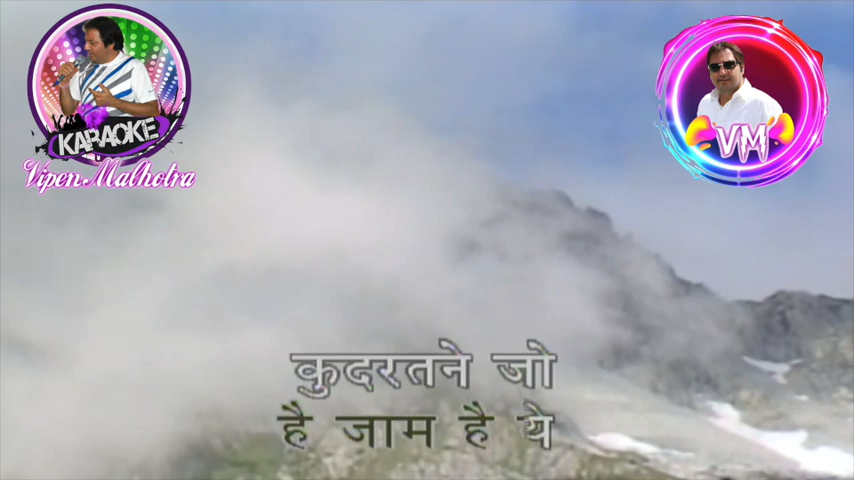 KARAOKE
Vipen Malhotra
VM
कुदरतने जो
है जाम है ये